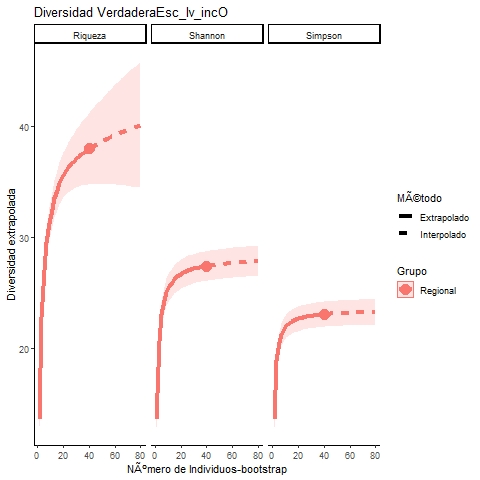 Diversidad VerdaderaEsc_lv_incO
Riqueza Shannon Simpson
Diversidad extrapolada
40
30
20
0 20 40 60 80 0 20 40 60 80 0 20 40 60 80
NÃºmero de Individuos-bootstrap
MÃ©todo
Extrapolado
Interpolado
Grupo
Regional